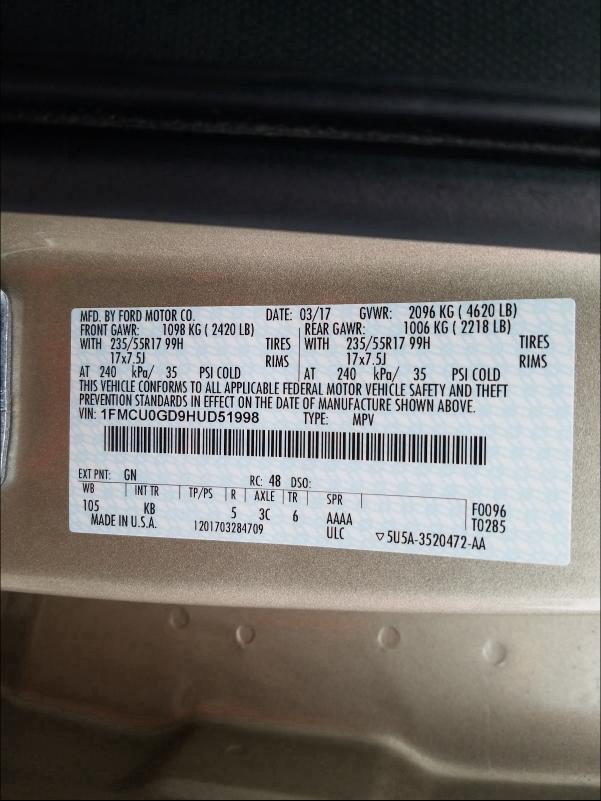 MFD. BY FORD MOTOR CO. DATE: 03/17 GVWR: 2096 KG ( 4620 LB)
FRONT GAWR: 1098 KG ( 2420 LB) REAR GAWR: 1006 KG ( 2218 LB)
WITH 235/55R17 99H TIRES WITH 235/55R17 99H TIRES
17x7.5J RIMS 17x7.5J RIMS
AT 240 kPa/ 35 PSI COLD AT 240 kPa/ 35 PSI COLD
THIS VEHICLE CONFORMS TO ALL APPLICABLE FEDERAL MOTOR VEHICLE SAFETY AND THEFT
PREVENTION STANDARDS IN EFFECT ON THE DATE OF MANUFACTURE SHOWN ABOVE.
VIN: 1FMCU0GD9HUD51998 TYPE: MPV
EXT PNT: GN RC: 48 DSO:
WB INT TR TP/PS R AXLE TR SPR F0096
105 KB 5 3C 6 AAAA T0285
MADE IN U.S.A. 1201703284709 ULC ▽5U5A-3520472-AA